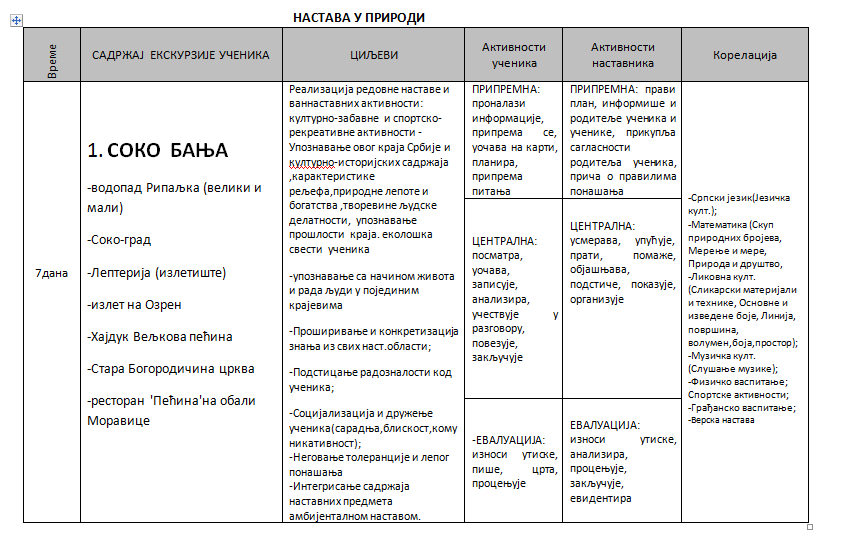 НАСТАВА У ПРИРОДИ
Време
САДРЖАЈ ЕКСКУРЗИЈЕ УЧЕНИКА
ЦИЉЕВИ
Активности
ученика
Активности
наставника
Корелација
7дана
1. СОКО БАЊА
-водопад Рипаљка (велики и
мали)
-Соко-град
-Лептерија (излетиште)
-излет на Озрен
-Хајдук Вељкова пећина
-Стара Богородичина црква
-ресторан 'Пећина'на обали
Моравице
Реализација редовне наставе и
ваннаставних активности:
културно-забавне и спортско-
рекреативне активности -
Упознавање овог краја Србије и
културно-историјских садржаја
,карактеристике
рељефа,природне лепоте и
богатства ,творевине људске
делатности, упознавање
прошлости краја. еколошка
свести ученика
-упознавање са начином живота
и рада људи у појединим
крајевима
-Проширивање и конкретизација
знања из свих наст.области;
-Подстицање радозналости код
ученика;
-Социјализација и дружење
ученика(сарадња,блискост,кому
никативност);
-Неговање толеранције и лепог
понашања
-Интегрисање садржаја
наставних предмета
амбијенталном наставом.
ПРИПРЕМНА:
проналази
информације,
припрема се,
уочава на карти,
планира,
припрема
питања
ЦЕНТРАЛНА:
посматра,
уочава,
записује,
анализира,
учествује у
разговору,
повезује,
закључује
-ЕВАЛУАЦИЈА:
износи утиске,
пише, црта,
процењује
ПРИПРЕМНА: прави
план, информише и
родитеље ученика и
ученике, прикупља
сагласности
родитеља ученика,
прича о правилима
понашања
ЦЕНТРАЛНА:
усмерава, упућује,
прати, помаже,
објашњава,
подстиче, показује,
организује
ЕВАЛУАЦИЈА:
износи утиске,
анализира,
процењује,
закључује,
евидентира
-Српски језик(Језичка
култ.);
-Математика (Скуп
природних бројева,
Мерење и мере,
Природа и друштво,
-Ликовна култ.
(Сликарски материјали
и технике, Основне и
изведене боје, Линија,
површина,
волумен,боја,простор);
-Музичка култ.
(Слушање музике);
-Физичко васпитање;
Спортске активности;
-Грађанско васпитање;
-Верска настава